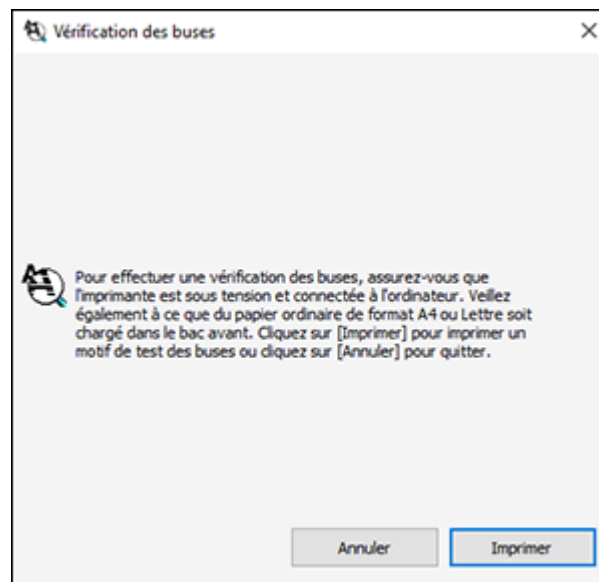 Vérification des buses
Pour effectuer une vérification des buses, assurez-vous que
l'imprimante est sous tension et connectée à l'ordinateur. Veillez
également à ce que du papier ordinaire de format A4 ou Lettre soit
chargé dans le bac avant. Cliquez sur [Imprimer] pour imprimer un
motif de test des buses ou cliquez sur [Annuler] pour quitter.
Annuler
Imprimer